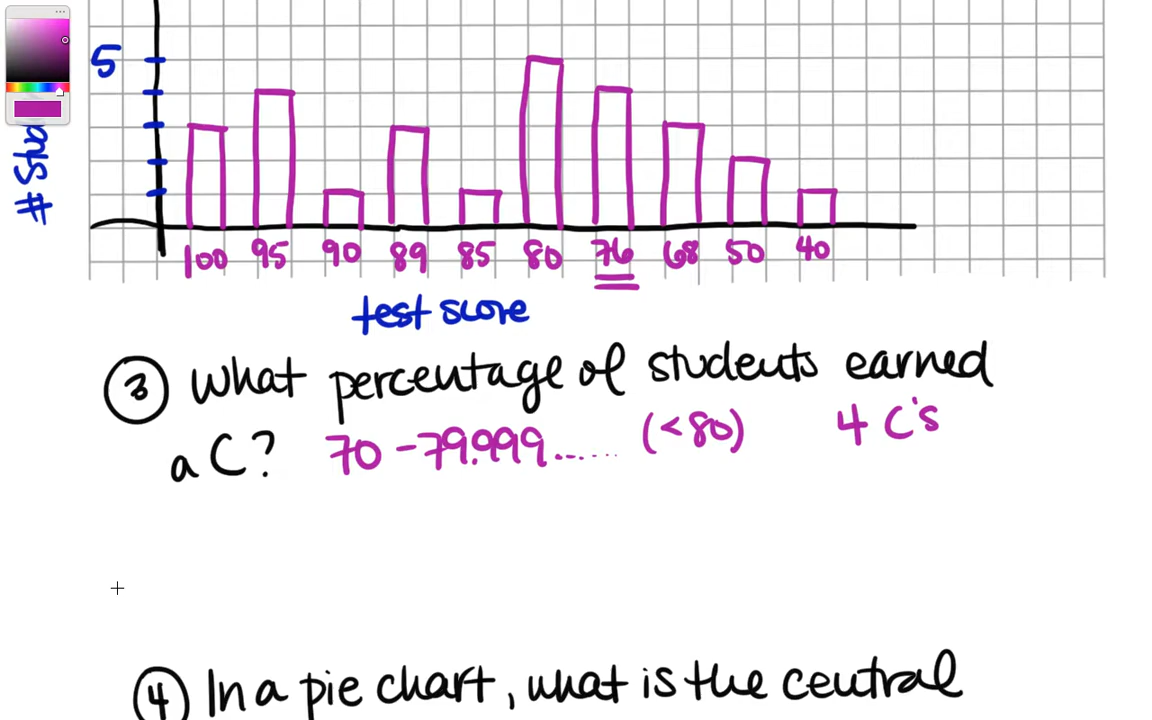 5
# Stud
100 95 90 89 85 80 76 68 50 40
test score
3 What percentage of students earned
a C? 70 - 79.999...... (<80) 4 C's
4 In a pie chart, what is the central